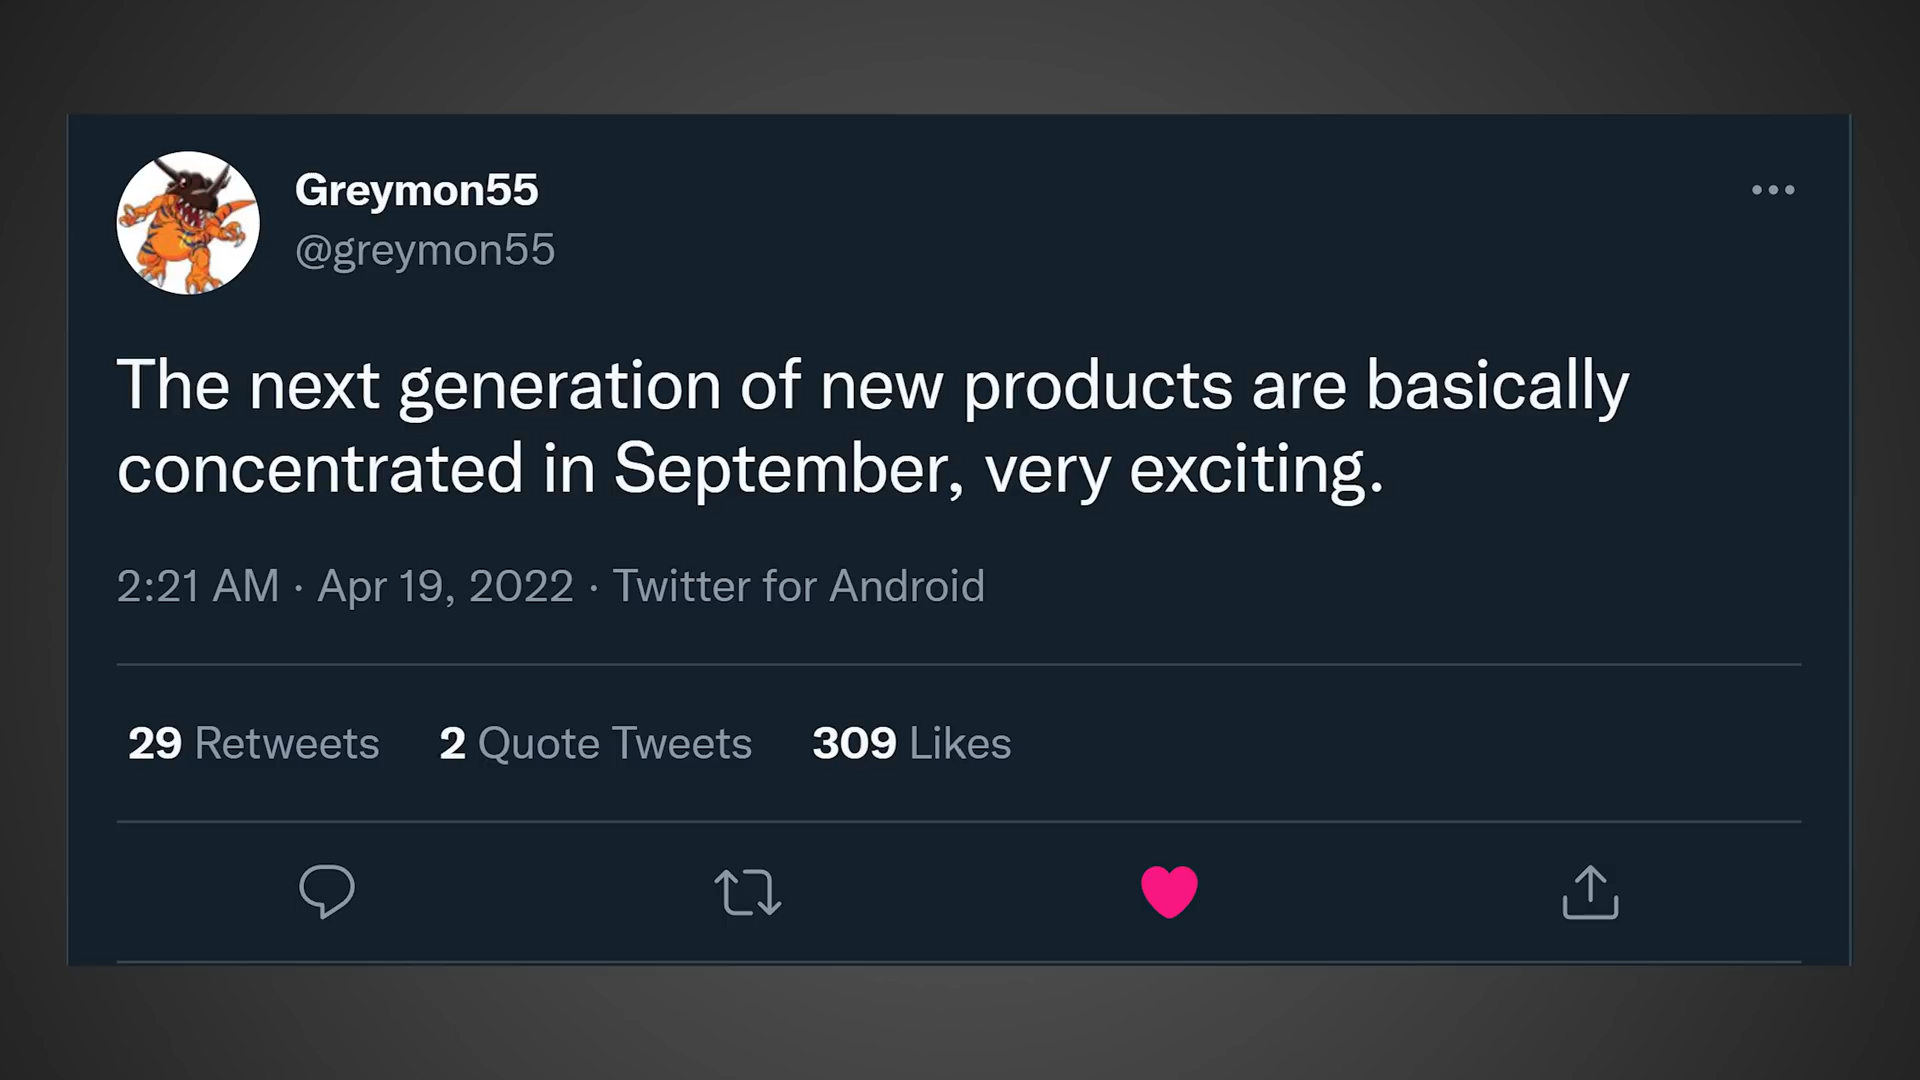 Greymon55
@greymon55
The next generation of new products are basically
concentrated in September, very exciting.
2:21 AM · Apr 19, 2022 · Twitter for Android
29 Retweets 2 Quote Tweets 309 Likes